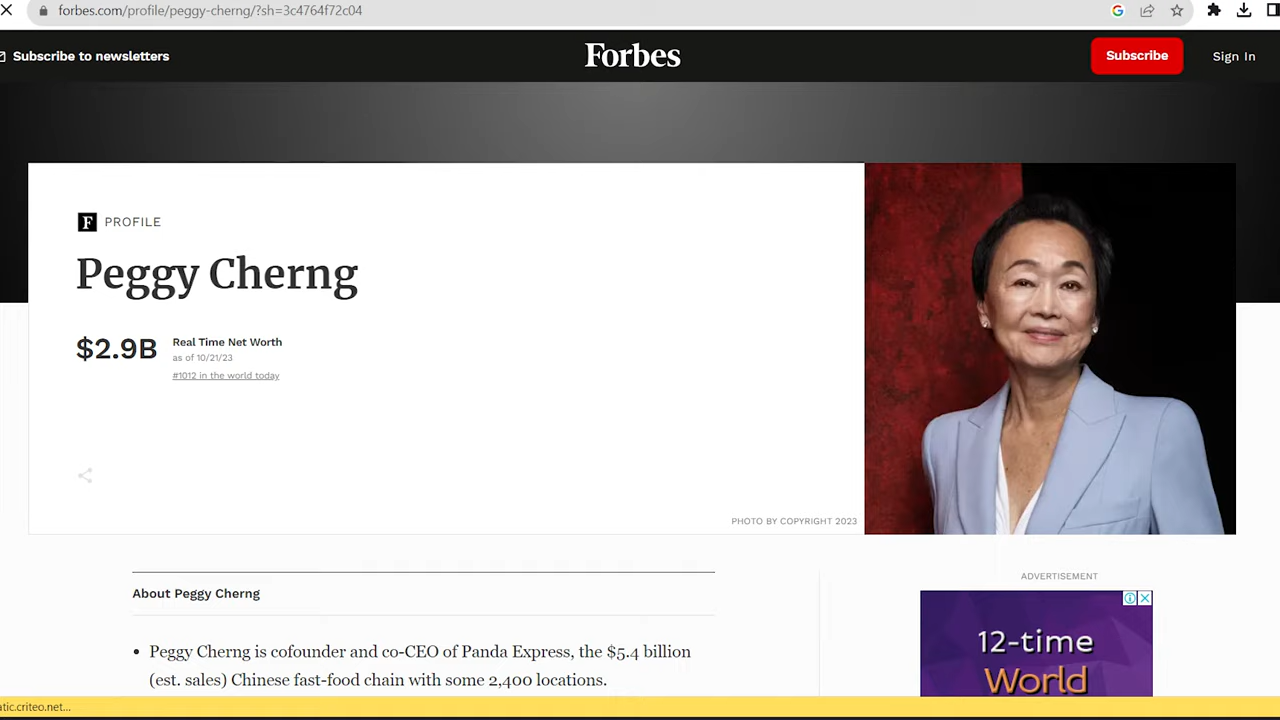 forbes.com/profile/peggy-cherng/?sh=3c4764f72c04
Subscribe to newsletters
Forbes
Subscribe
Sign In
F PROFILE
Peggy Cherng
$2.9B
Real Time Net Worth
as of 10/21/23
#1012 in the world today
PHOTO BY COPYRIGHT 2023
About Peggy Cherng
• Peggy Cherng is cofounder and co-CEO of Panda Express, the $5.4 billion
(est. sales) Chinese fast-food chain with some 2,400 locations.
ADVERTISEMENT
12-time
World
atic.criteo.net...